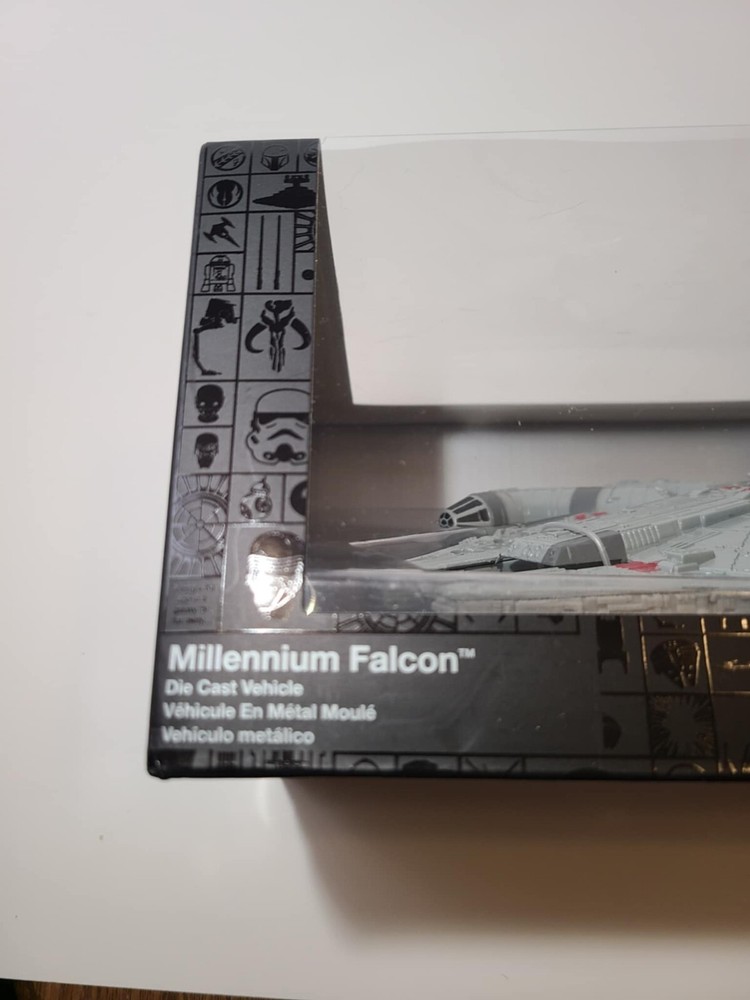 Millennium Falcon™
Die Cast Vehicle
Véhicule En Métal Moulé
Vehículo metálico